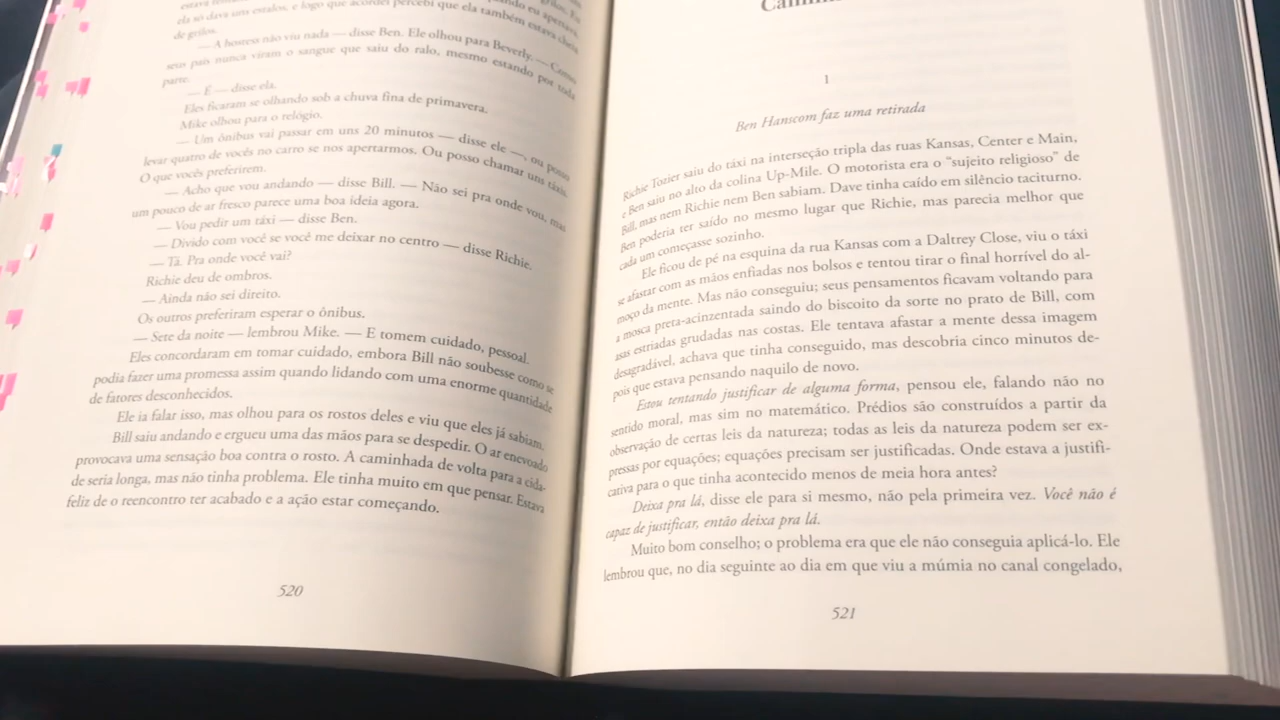 ela só dava uns estalos, e logo que acordei percebi que ela também estava cheia
de grilos.
— A hostess não viu nada — disse Ben. Ele olhou para Beverly. — Como
seus pais nunca viram o sangue que saiu do ralo, mesmo estando por toda
parte.
— É — disse ela.
Eles ficaram se olhando sob a chuva fina de primavera.
Mike olhou para o relógio.
— Um ônibus vai passar em uns 20 minutos — disse ele —, ou posso
levar quatro de vocês no carro se nos apertarmos. Ou posso chamar uns táxis.
O que vocês preferirem.
— Acho que vou andando — disse Bill. — Não sei pra onde vou, mas
um pouco de ar fresco parece uma boa ideia agora.
— Vou pedir um táxi — disse Ben.
— Divido com você se você me deixar no centro — disse Richie.
— Tá. Pra onde você vai?
Richie deu de ombros.
— Ainda não sei direito.
Os outros preferiram esperar o ônibus.
— Sete da noite — lembrou Mike. — E tomem cuidado, pessoal.
Eles concordaram em tomar cuidado, embora Bill não soubesse como se
podia fazer uma promessa assim quando lidando com uma enorme quantidade
de fatores desconhecidos.
Ele ia falar isso, mas olhou para os rostos deles e viu que eles já sabiam.
Bill saiu andando e ergueu uma das mãos para se despedir. O ar enevoado
provocava uma sensação boa contra o rosto. A caminhada de volta para a cida-
de seria longa, mas não tinha problema. Ele tinha muito em que pensar. Estava
feliz de o reencontro ter acabado e a ação estar começando.
520
1
Ben Hanscom faz uma retirada
Richie Tozier saiu do táxi na interseção tripla das ruas Kansas, Center e Main,
e Ben saiu no alto da colina Up-Mile. O motorista era o “sujeito religioso” de
Bill, mas nem Richie nem Ben sabiam. Dave tinha caído em silêncio taciturno.
Ben poderia ter saído no mesmo lugar que Richie, mas parecia melhor que
cada um começasse sozinho.
Ele ficou de pé na esquina da rua Kansas com a Daltrey Close, viu o táxi
se afastar com as mãos enfiadas nos bolsos e tentou tirar o final horrível do al-
moço da mente. Mas não conseguiu; seus pensamentos ficavam voltando para
a mosca preta-acinzentada saindo do biscoito da sorte no prato de Bill, com
asas estriadas grudadas nas costas. Ele tentava afastar a mente dessa imagem
desagradável, achava que tinha conseguido, mas descobria cinco minutos de-
pois que estava pensando naquilo de novo.
Estou tentando justificar de alguma forma, pensou ele, falando não no
sentido moral, mas sim no matemático. Prédios são construídos a partir da
observação de certas leis da natureza; todas as leis da natureza podem ser ex-
pressas por equações; equações precisam ser justificadas. Onde estava a justifi-
cativa para o que tinha acontecido menos de meia hora antes?
Deixa pra lá, disse ele para si mesmo, não pela primeira vez. Você não é
capaz de justificar, então deixa pra lá.
Muito bom conselho; o problema era que ele não conseguia aplicá-lo. Ele
lembrou que, no dia seguinte ao dia em que viu a múmia no canal congelado,
521